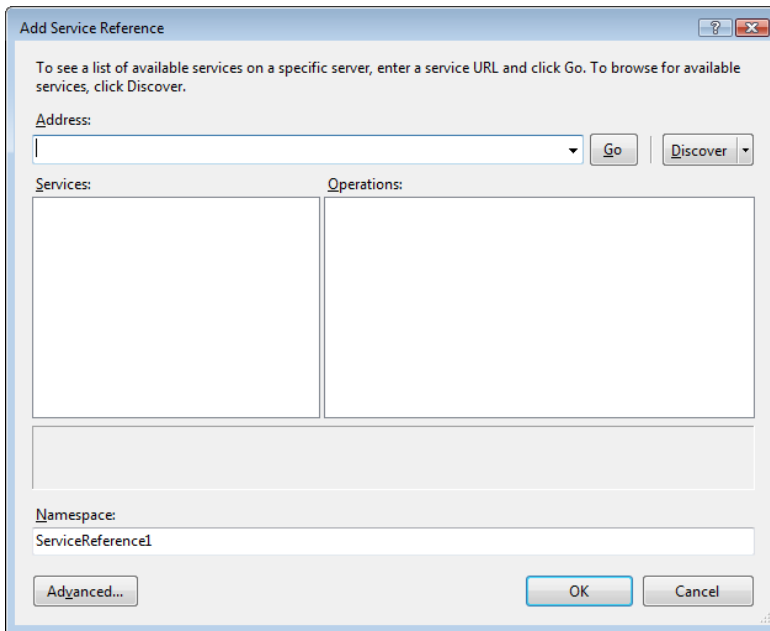 Add Service Reference
To see a list of available services on a specific server, enter a service URL and click Go. To browse for available
services, click Discover.
Address:
Go
Discover
Services:
Operations:
Namespace:
ServiceReference1
Advanced...
OK
Cancel